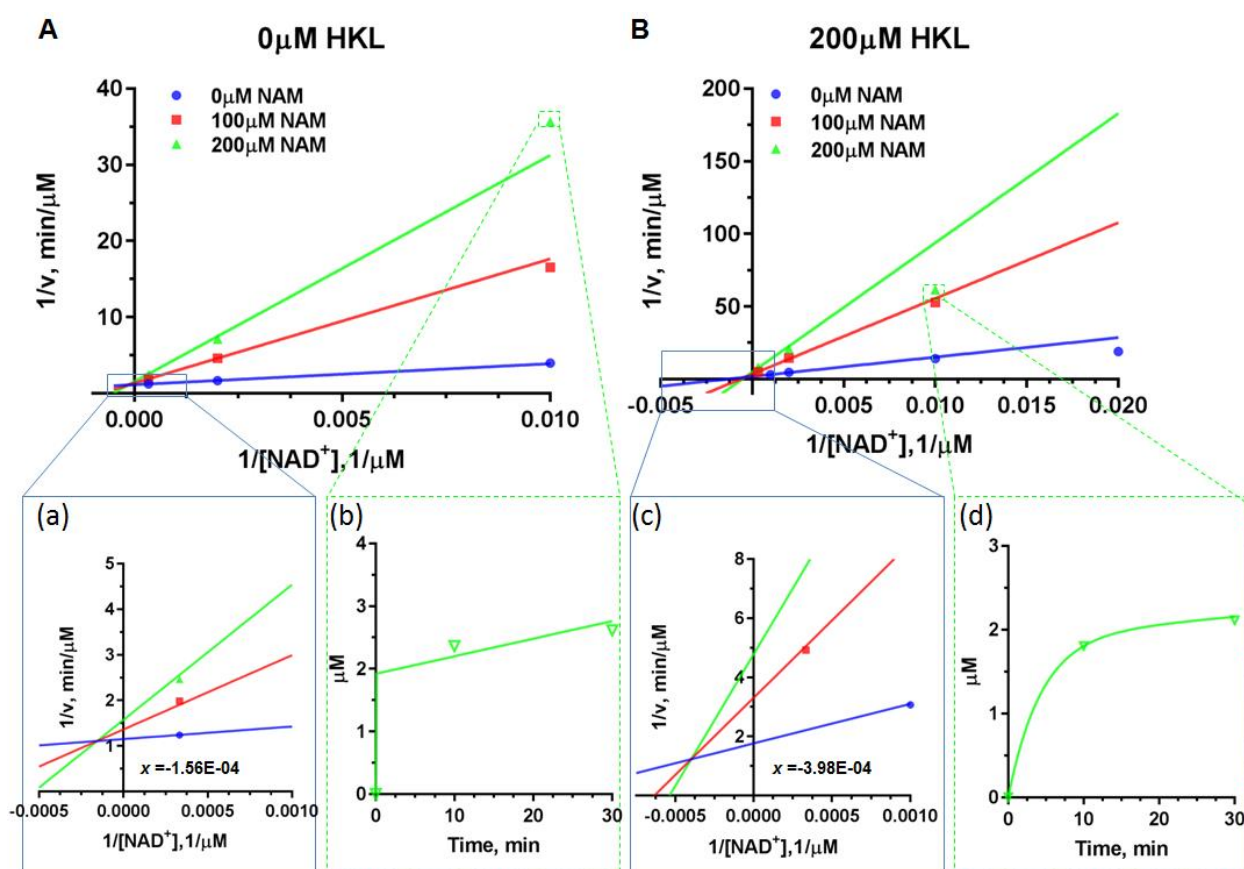 A
0μM HKL
0μM NAM
100μM NAM
200μM NAM
1/v, min/μM
40
30
20
10
0.000
0.005
0.010
1/[NAD+],1/μM
B
200μM HKL
0μM NAM
100μM NAM
200μM NAM
1/v, min/μM
200
150
100
50
-0.005
0.000
0.005
0.010
0.015
0.020
1/[NAD+],1/μM
(a)
1/v, min/μM
5
4
3
2
1
x =-1.56E-04
-0.0005
0.0000
0.0005
0.0010
1/[NAD+],1/μM
(b)
μM
4
3
2
1
0
0
10
20
30
Time, min
(c)
1/v, min/μM
8
6
4
2
x =-3.98E-04
-0.0005
0.0000
0.0005
0.0010
1/[NAD+],1/μM
(d)
μM
3
2
1
0
0
10
20
30
Time, min